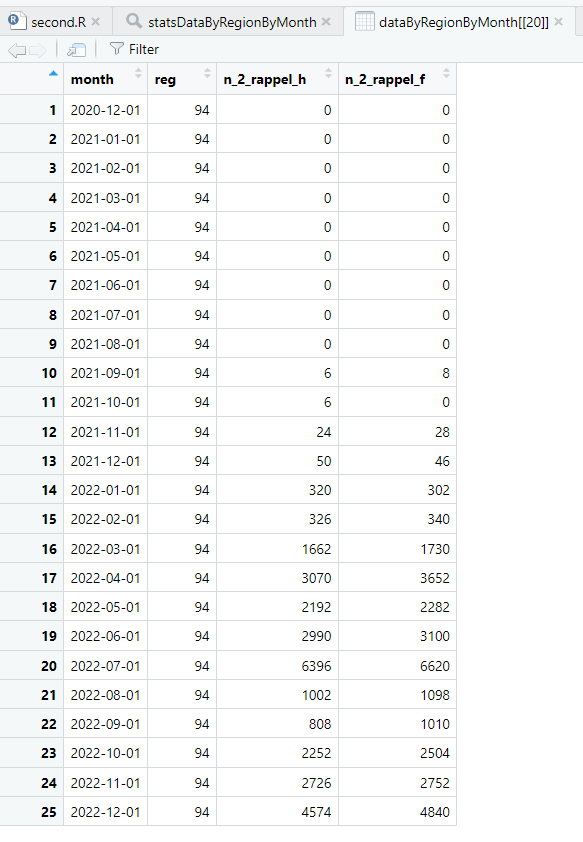 second.R statsDataByRegionByMonth dataByRegionByMonth[[20]]
Filter
month reg n_2_rappel_h n_2_rappel_f
1 2020-12-01 94 0 0
2 2021-01-01 94 0 0
3 2021-02-01 94 0 0
4 2021-03-01 94 0 0
5 2021-04-01 94 0 0
6 2021-05-01 94 0 0
7 2021-06-01 94 0 0
8 2021-07-01 94 0 0
9 2021-08-01 94 0 0
10 2021-09-01 94 6 8
11 2021-10-01 94 6 0
12 2021-11-01 94 24 28
13 2021-12-01 94 50 46
14 2022-01-01 94 320 302
15 2022-02-01 94 326 340
16 2022-03-01 94 1662 1730
17 2022-04-01 94 3070 3652
18 2022-05-01 94 2192 2282
19 2022-06-01 94 2990 3100
20 2022-07-01 94 6396 6620
21 2022-08-01 94 1002 1098
22 2022-09-01 94 808 1010
23 2022-10-01 94 2252 2504
24 2022-11-01 94 2726 2752
25 2022-12-01 94 4574 4840